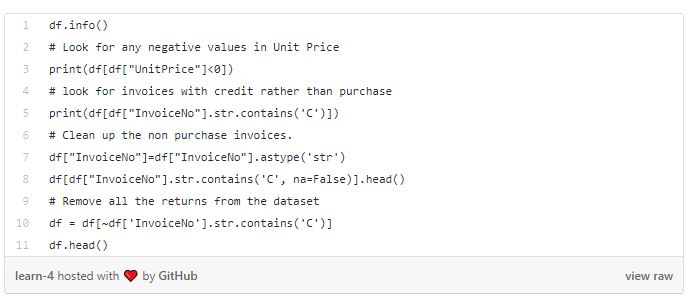 1 df.info()
2 # Look for any negative values in Unit Price
3 print(df[df["UnitPrice"]<0])
4 # look for invoices with credit rather than purchase
5 print(df[df["InvoiceNo"].str.contains('C')])
6 # Clean up the non purchase invoices.
7 df["InvoiceNo"]=df["InvoiceNo"].astype('str')
8 df[df["InvoiceNo"].str.contains('C', na=False)].head()
9 # Remove all the returns from the dataset
10 df = df[~df['InvoiceNo'].str.contains('C')]
11 df.head()
learn-4 hosted with ❤ by GitHub view raw